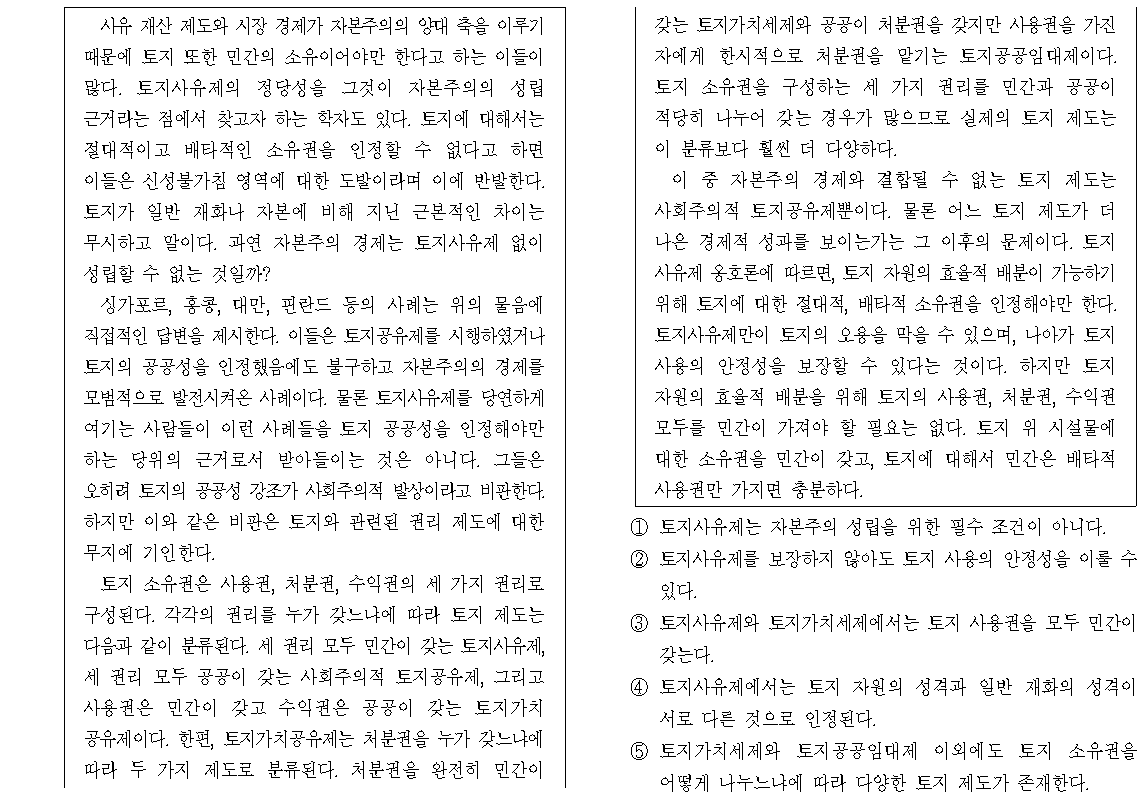 사유 재산 제도와 시장 경제가 자본주의의 양대 축을 이루기
때문에 토지 또한 민간의 소유이어야만 한다고 하는 이들이
많다. 토지사유제의 정당성을 그것이 자본주의의 성립
근거라는 점에서 찾고자 하는 학자도 있다. 토지에 대해서는
절대적이고 배타적인 소유권을 인정할 수 없다고 하면
이들은 신성불가침 영역에 대한 도발이라며 이에 반발한다.
토지가 일반 재화나 자본에 비해 지닌 근본적인 차이는
무시하고 말이다. 과연 자본주의 경제는 토지사유제 없이
성립할 수 없는 것일까?
싱가포르, 홍콩, 대만, 핀란드 등의 사례는 위의 물음에
직접적인 답변을 제시한다. 이들은 토지공유제를 시행하였거나
토지의 공공성을 인정했음에도 불구하고 자본주의의 경제를
모범적으로 발전시켜온 사례이다. 물론 토지사유제를 당연하게
여기는 사람들이 이런 사례들을 토지 공공성을 인정해야만
하는 당위의 근거로서 받아들이는 것은 아니다. 그들은
오히려 토지의 공공성 강조가 사회주의적 발상이라고 비판한다.
하지만 이와 같은 비판은 토지와 관련된 권리 제도에 대한
무지에 기인한다.
토지 소유권은 사용권, 처분권, 수익권의 세 가지 권리로
구성된다. 각각의 권리를 누가 갖느냐에 따라 토지 제도는
다음과 같이 분류된다. 세 권리 모두 민간이 갖는 토지사유제,
세 권리 모두 공공이 갖는 사회주의적 토지공유제, 그리고
사용권은 민간이 갖고 수익권은 공공이 갖는 토지가치
공유제이다. 한편, 토지가치공유제는 처분권을 누가 갖느냐에
따라 두 가지 제도로 분류된다. 처분권을 완전히 민간이
갖는 토지가치세제와 공공이 처분권을 갖지만 사용권을 가진
자에게 한시적으로 처분권을 맡기는 토지공공임대제이다.
토지 소유권을 구성하는 세 가지 권리를 민간과 공공이
적당히 나누어 갖는 경우가 많으므로 실제의 토지 제도는
이 분류보다 훨씬 더 다양하다.
이 중 자본주의 경제와 결합될 수 없는 토지 제도는
사회주의적 토지공유제뿐이다. 물론 어느 토지 제도가 더
나은 경제적 성과를 보이는가는 그 이후의 문제이다. 토지
사유제 옹호론에 따르면, 토지 자원의 효율적 배분이 가능하기
위해 토지에 대한 절대적, 배타적 소유권을 인정해야만 한다.
토지사유제만이 토지의 오용을 막을 수 있으며, 나아가 토지
사용의 안정성을 보장할 수 있다는 것이다. 하지만 토지
자원의 효율적 배분을 위해 토지의 사용권, 처분권, 수익권
모두를 민간이 가져야 할 필요는 없다. 토지 위 시설물에
대한 소유권을 민간이 갖고, 토지에 대해서 민간은 배타적
사용권만 가지면 충분하다.
① 토지사유제는 자본주의 성립을 위한 필수 조건이 아니다.
② 토지사유제를 보장하지 않아도 토지 사용의 안정성을 이룰 수
있다.
③ 토지사유제와 토지가치세제에서는 토지 사용권을 모두 민간이
갖는다.
④ 토지사유제에서는 토지 자원의 성격과 일반 재화의 성격이
서로 다른 것으로 인정된다.
⑤ 토지가치세제와 토지공공임대제 이외에도 토지 소유권을
어떻게 나누느냐에 따라 다양한 토지 제도가 존재한다.